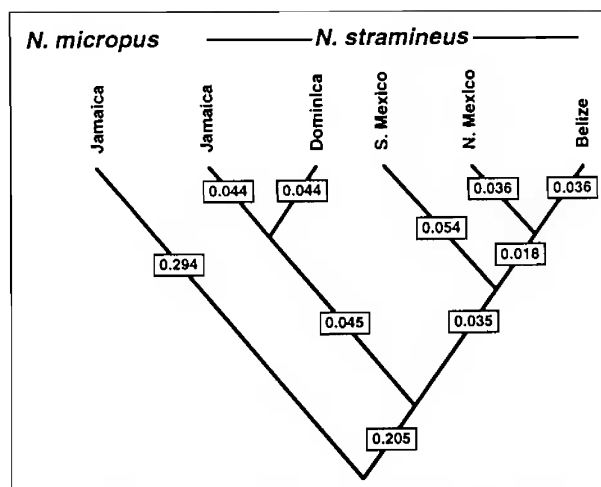 N. micropus N. stramineus
Jamaica Jamaica Dominica S. Mexico N. Mexico Belize
0.044 0.044 0.036 0.036
0.054 0.018
0.294
0.045 0.035
0.205